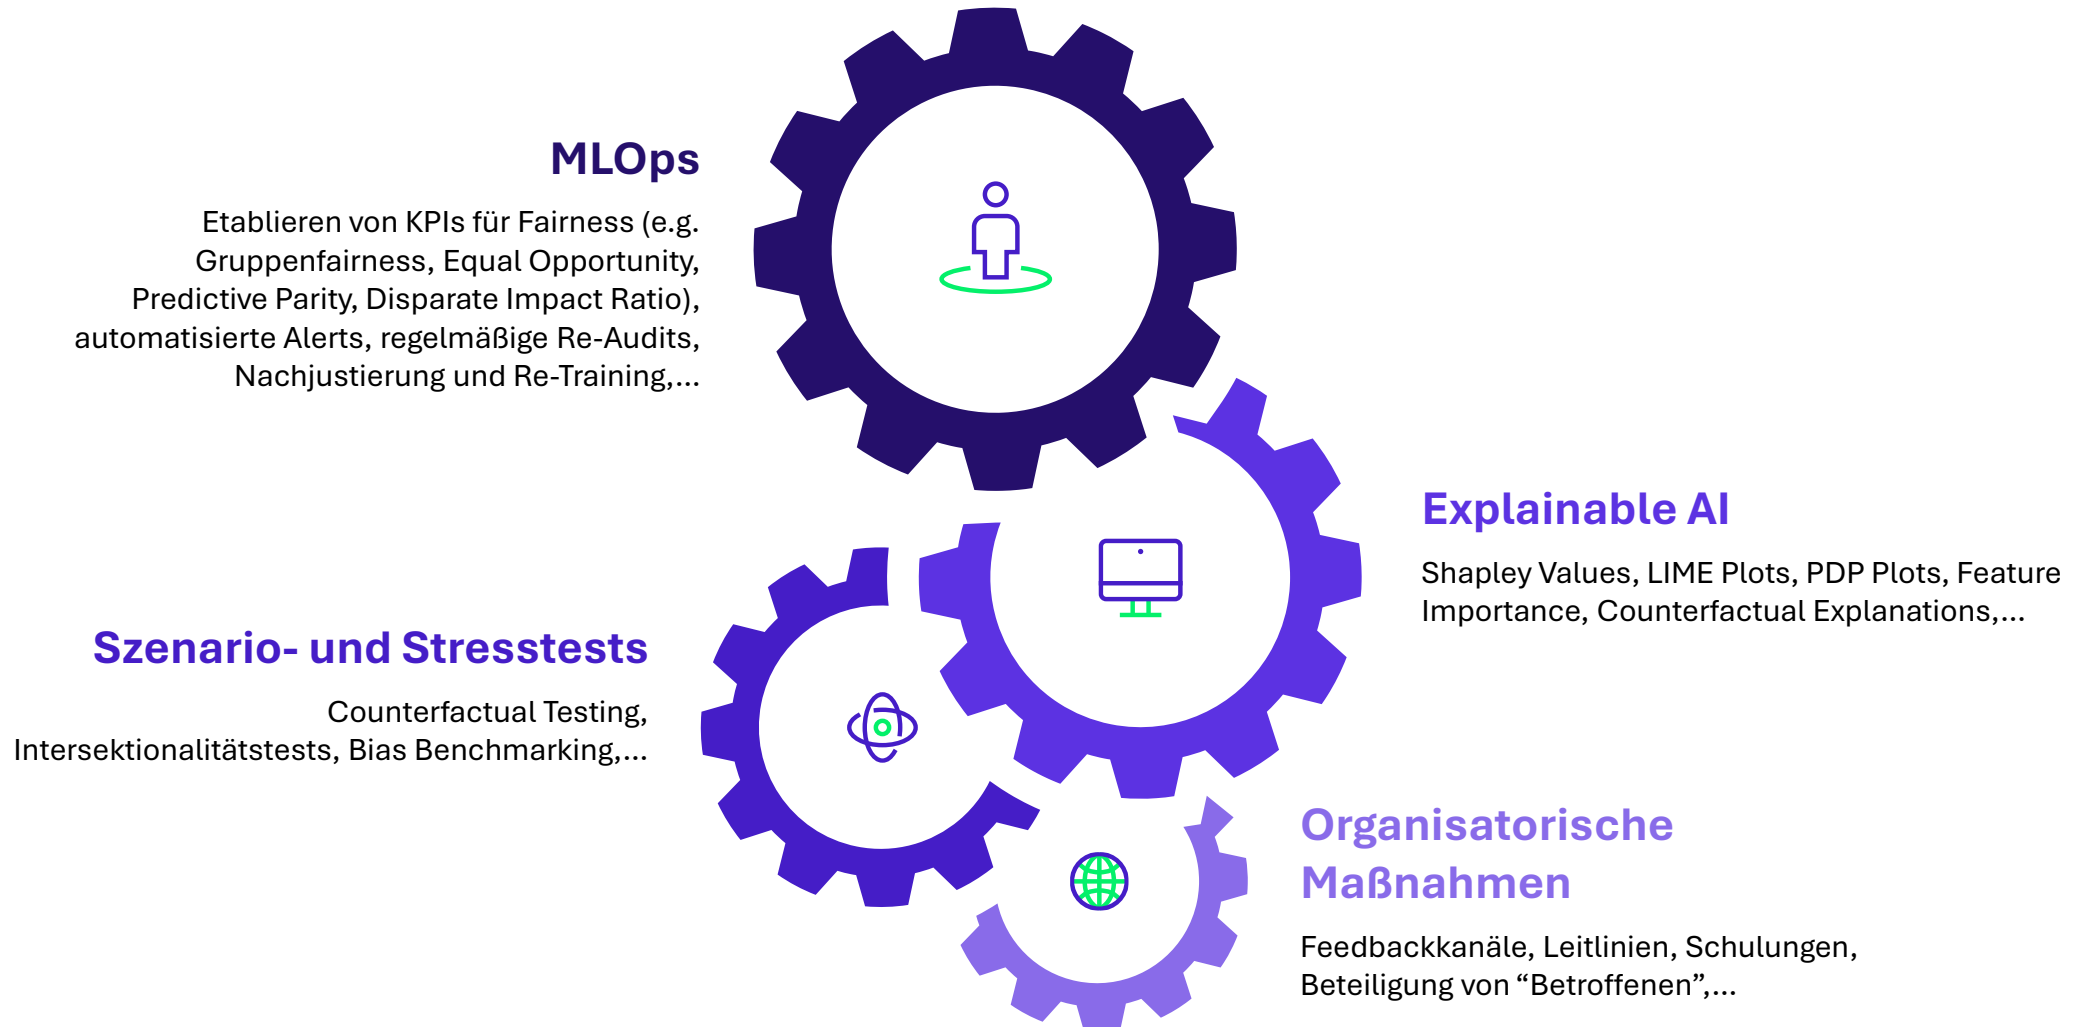 MLOps
Etablieren von KPIs für Fairness (e.g.
Gruppenfairness, Equal Opportunity,
Predictive Parity, Disparate Impact Ratio),
automatisierte Alerts, regelmäßige Re-Audits,
Nachjustierung und Re-Training,...
Explainable AI
Shapley Values, LIME Plots, PDP Plots, Feature
Importance, Counterfactual Explanations,...
Szenario- und Stresstests
Counterfactual Testing,
Intersektionalitätstests, Bias Benchmarking,...
Organisatorische
Maßnahmen
Feedbackkanäle, Leitlinien, Schulungen,
Beteiligung von “Betroffenen”,...